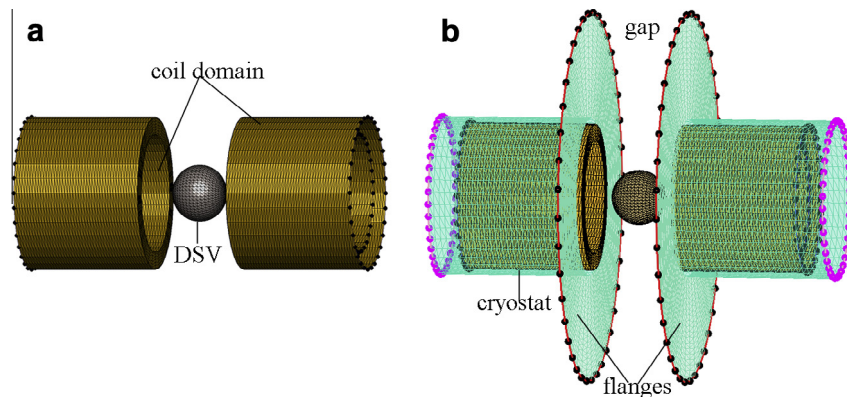 a
coil domain
DSV
b
gap
cryostat
flanges